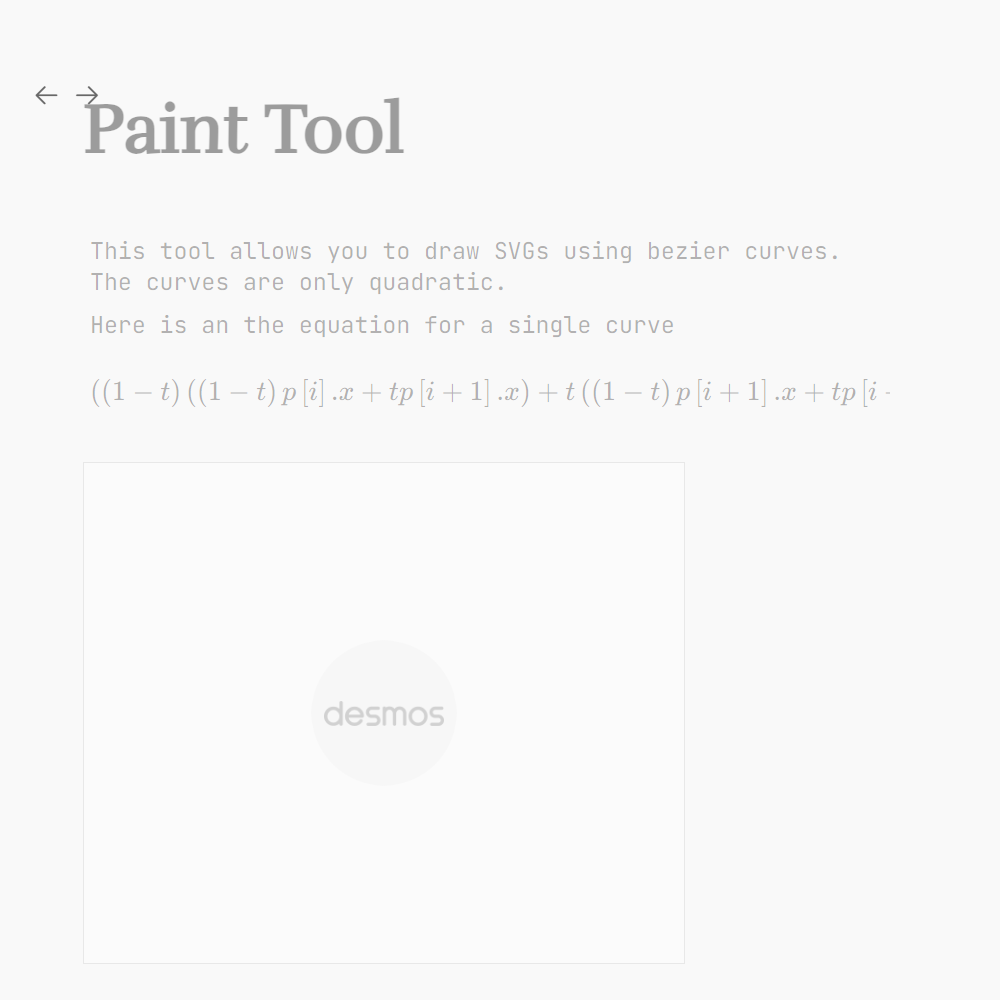 Paint Tool
This tool allows you to draw SVGs using bezier curves.
The curves are only quadratic.
Here is an the equation for a single curve
((1 − t) ((1 − t) p [i] .x + tp [i + 1] .x) + t ((1 − t) p [i + 1] .x + tp [i
desmos